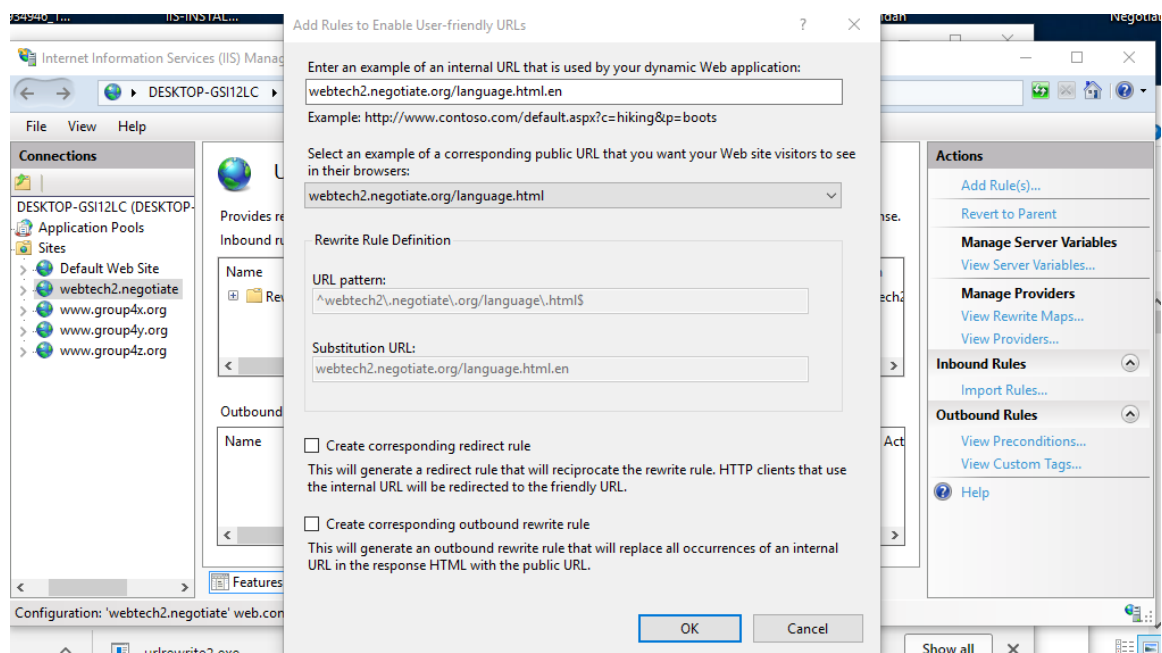 Add Rules to Enable User-friendly URLs
Negotiat
Internet Information Services (IIS) Manag
DESKTOP-GSI12LC
File View Help
Connections
DESKTOP-GSI12LC (DESKTOP-
Application Pools
Sites
Default Web Site
webtech2.negotiate
www.group4x.org
www.group4y.org
www.group4z.org
Provides re
Inbound ru
Name
Outbound
Name
Features
Enter an example of an internal URL that is used by your dynamic Web application:
webtech2.negotiate.org/language.html.en
Example: http://www.contoso.com/default.aspx?c=hiking&p=boots
Select an example of a corresponding public URL that you want your Web site visitors to see
in their browsers:
webtech2.negotiate.org/language.html
Rewrite Rule Definition
URL pattern:
^webtech2\.negotiate\.org/language\.html$
Substitution URL:
webtech2.negotiate.org/language.html.en
Create corresponding redirect rule
This will generate a redirect rule that will reciprocate the rewrite rule. HTTP clients that use
the internal URL will be redirected to the friendly URL.
Create corresponding outbound rewrite rule
This will generate an outbound rewrite rule that will replace all occurrences of an internal
URL in the response HTML with the public URL.
OK Cancel
nse.
ech2
Act
Actions
Add Rule(s)...
Revert to Parent
Manage Server Variables
View Server Variables...
Manage Providers
View Rewrite Maps...
View Providers...
Inbound Rules
Import Rules...
Outbound Rules
View Preconditions...
View Custom Tags...
Help
Configuration: 'webtech2.negotiate' web.con
urlrewrite2.exe
Show all